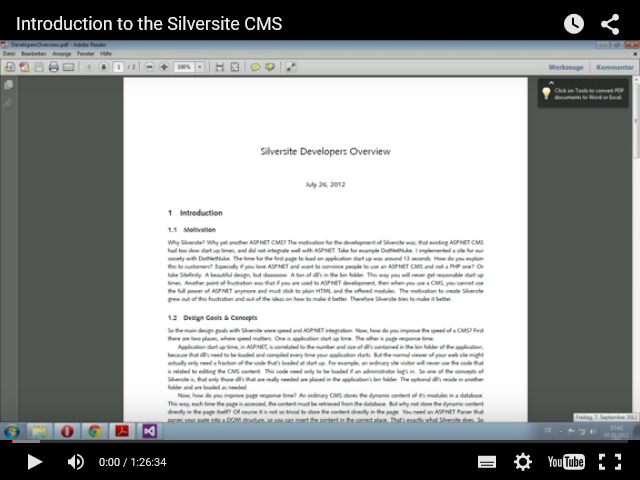 Introduction to the Silversite CMS
DevelopersOverview.pdf - Adobe Reader
Datei Bearbeiten Anzeige Fenster Hilfe
1 / 2 100% Werkzeuge Kommentar
Click on Tools to convert PDF
documents to Word or Excel.
Silversite Developers Overview
July 26, 2012
1 Introduction
1.1 Motivation
Why Silversite? Why yet another ASP.NET CMS? The motivation for the development of Silversite was, that existing ASP.NET CMS
had too slow start up times, and did not integrate well with ASP.NET. Take for example DotNetNuke. I implemented a site for our
society with DotNetNuke. The time for the first page to load on application start up was around 13 seconds. How do you explain
this to customers? Especially if you love ASP.NET and want to convince people to use an ASP.NET CMS and not a PHP one? Or
take Sitefinity. A beautiful design, but slooooow. A ton of dll's in the bin folder. This way you will never get reasonable start up
times. Another point of frustration was that if you are used to ASP.NET development, then when you use a CMS, you cannot use
the full power of ASP.NET anymore and must stick to plain HTML and the offered modules. The motivation to create Silversite
grew out of this frustration and out of the ideas on how to make it better. Therefore Silversite tries to make it better.
1.2 Design Goals & Concepts
So the main design goals with Silversite were speed and ASP.NET integration. Now, how do you improve the speed of a CMS? First
there are two places, where speed matters. One is application start up time. The other is page response time.
Application start up time, in ASP.NET, is correlated to the number and size of dll's contained in the bin folder of the application,
because that dll's need to be loaded and compiled every time your application starts. But the normal viewer of your web site might
actually only need a fraction of the code that's loaded at start up. For example, an ordinary site visitor will never use the code that
is related to editing the CMS content. This code need only to be loaded if an administrator log's in. So one of the concepts of
Silversite is, that only those dll's that are really needed are placed in the application's bin folder. The optional dll's reside in another
folder and are loaded as needed.
Now, how do you improve page response time? An ordinary CMS stores the dynamic content of it's modules in a database.
This way, each time the page is accessed, the content must be retrieved from the database. But why not store the dynamic content
directly in the page itself? Of course it is not so trivial to store the content directly in the page. You need an ASP.NET Parser that
parses your page into a DOM structure, so you can insert the content in the correct place. That's exactly what Silversite does. So
Freitag, 7. September 2012
DE 17:42
07.09.2012
0:00 / 1:26:34 YouTube